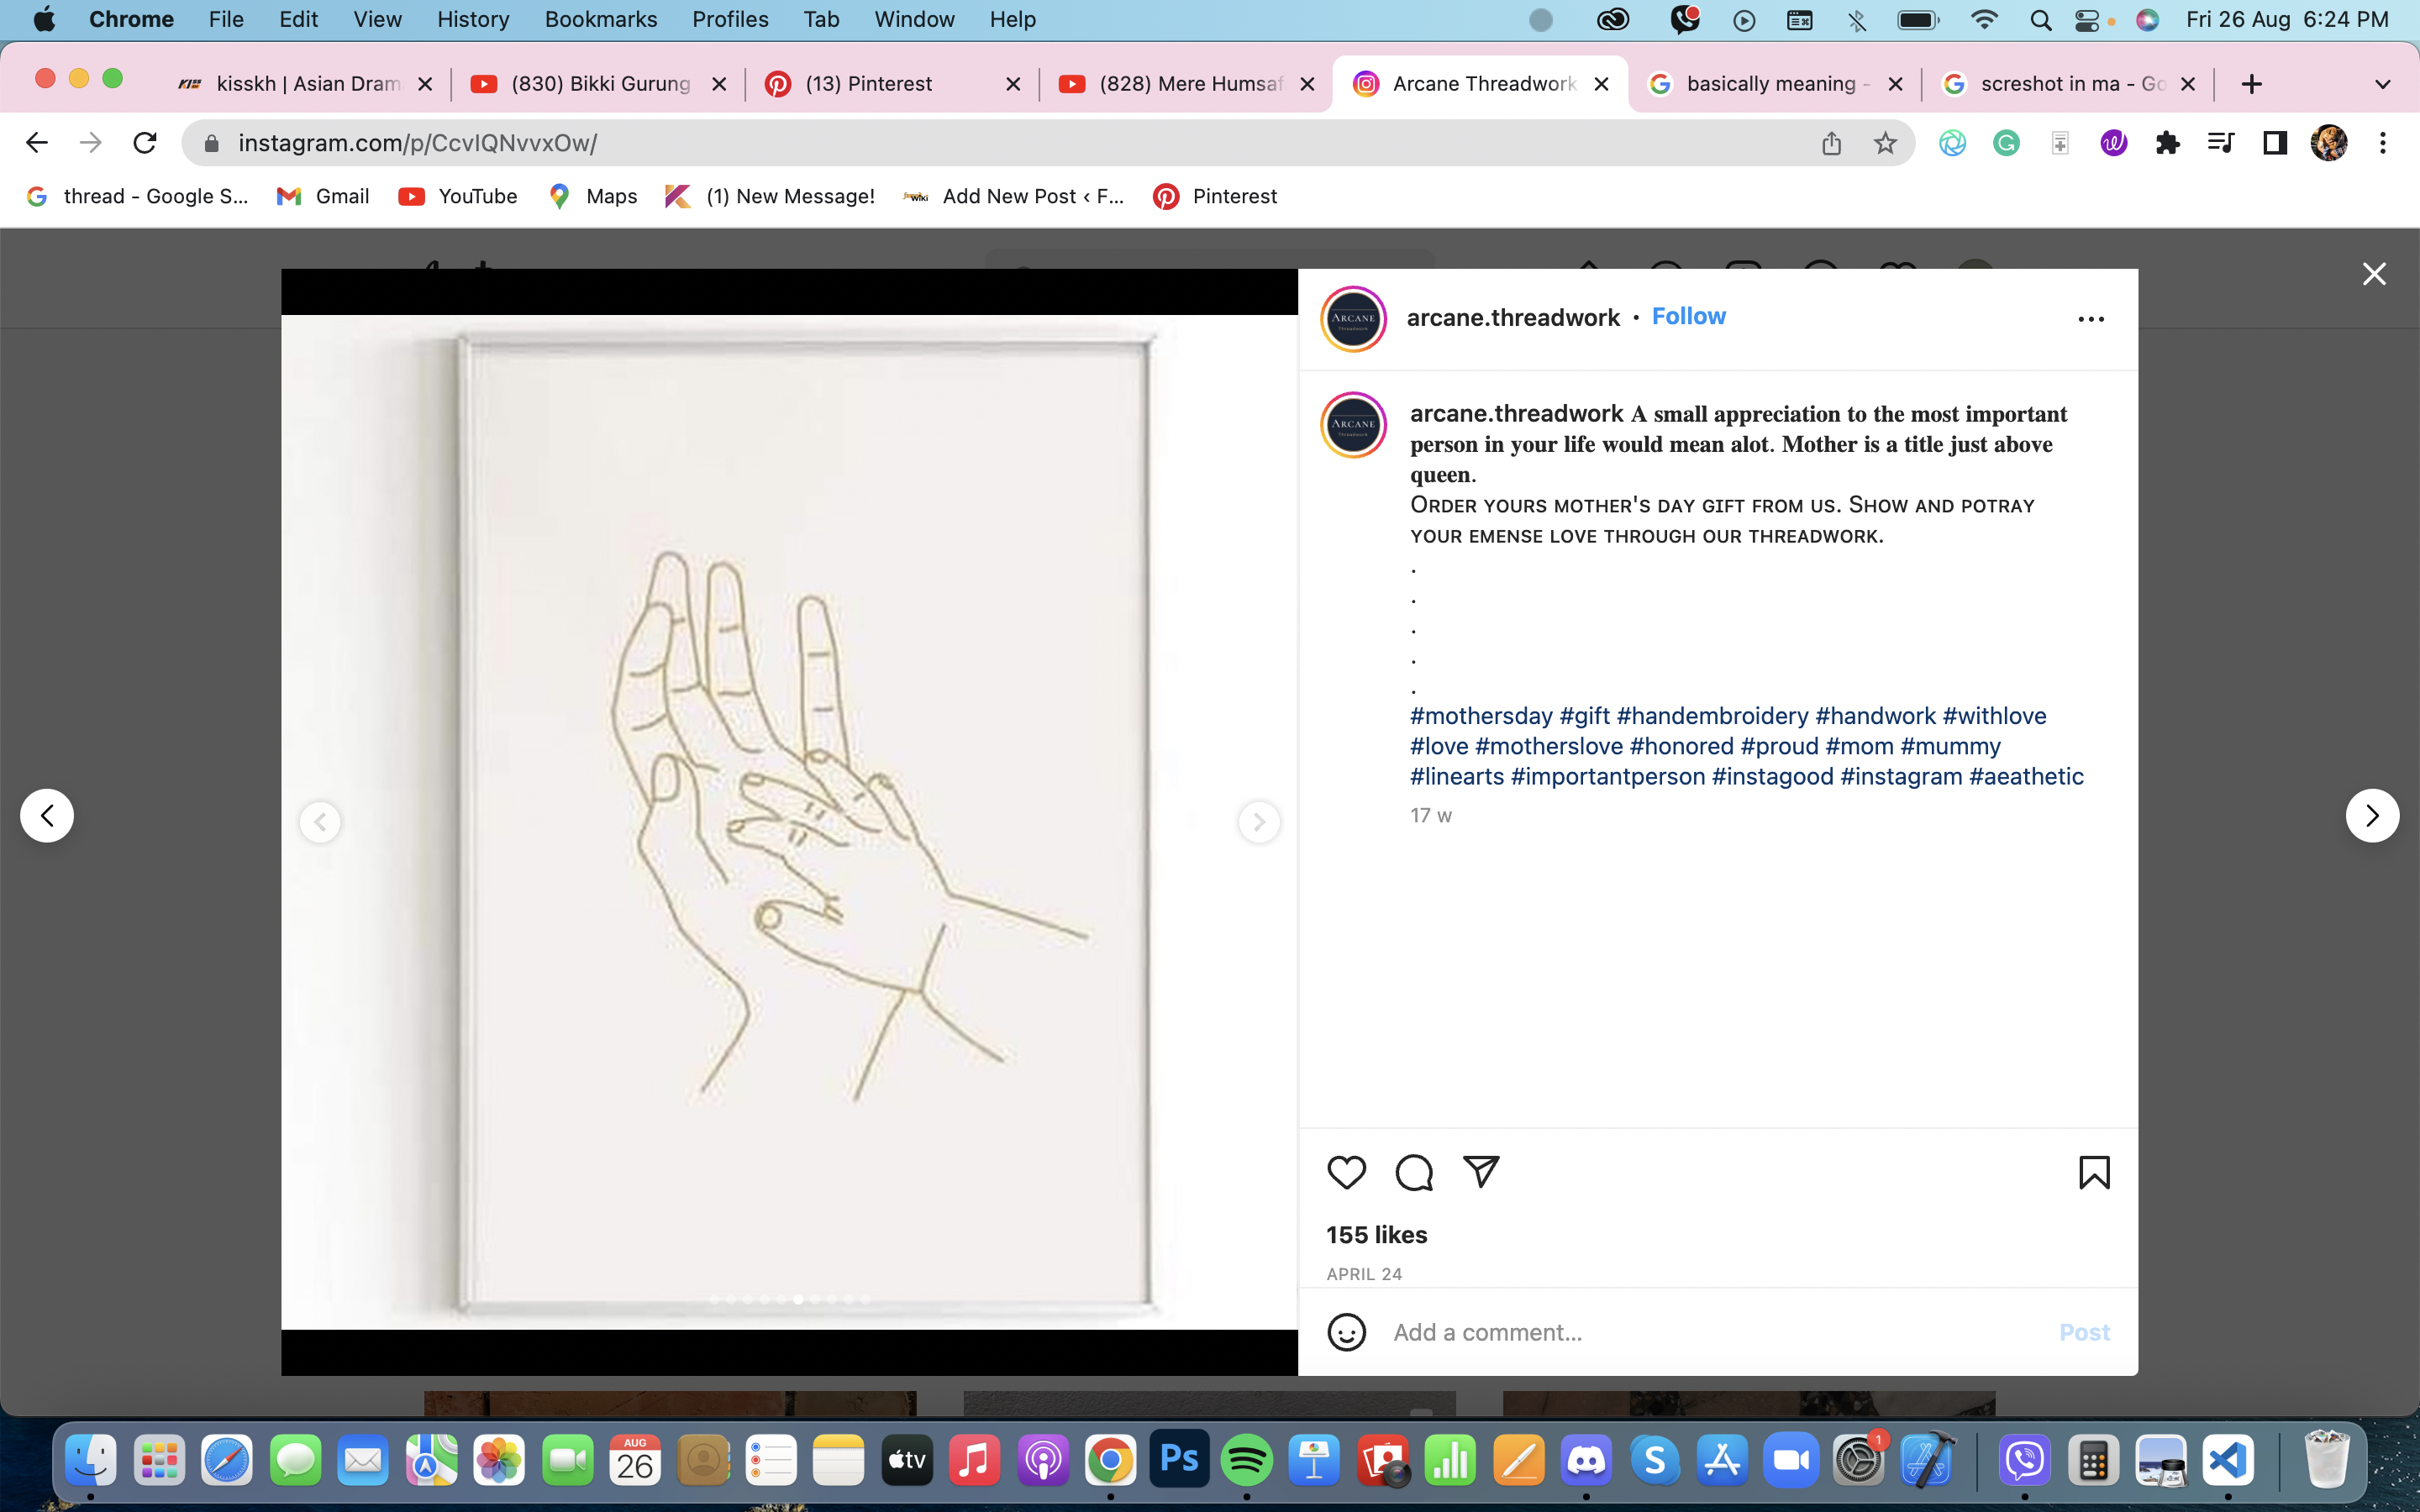 Chrome File Edit View History Bookmarks Profiles Tab Window Help Fri 26 Aug 6:24 PM
kisskh | Asian Dram (830) Bikki Gurung (13) Pinterest (828) Mere Humsaf Arcane Threadwork basically meaning - screshot in ma - Go
instagram.com/p/CcvIQNvvxOw/
thread - Google S... Gmail YouTube Maps (1) New Message! Add New Post ‹ F... Pinterest
arcane.threadwork • Follow
arcane.threadwork A small appreciation to the most important
person in your life would mean alot. Mother is a title just above
queen.
Order yours mother's day gift from us. Show and potray
your emense love through our threadwork.
.
.
.
.
.
#mothersday #gift #handembroidery #handwork #withlove
#love #motherslove #honored #proud #mom #mummy
#linearts #importantperson #instagood #instagram #aeathetic
17 w
155 likes
APRIL 24
Add a comment... Post
AUG
26
tv
Ps
1